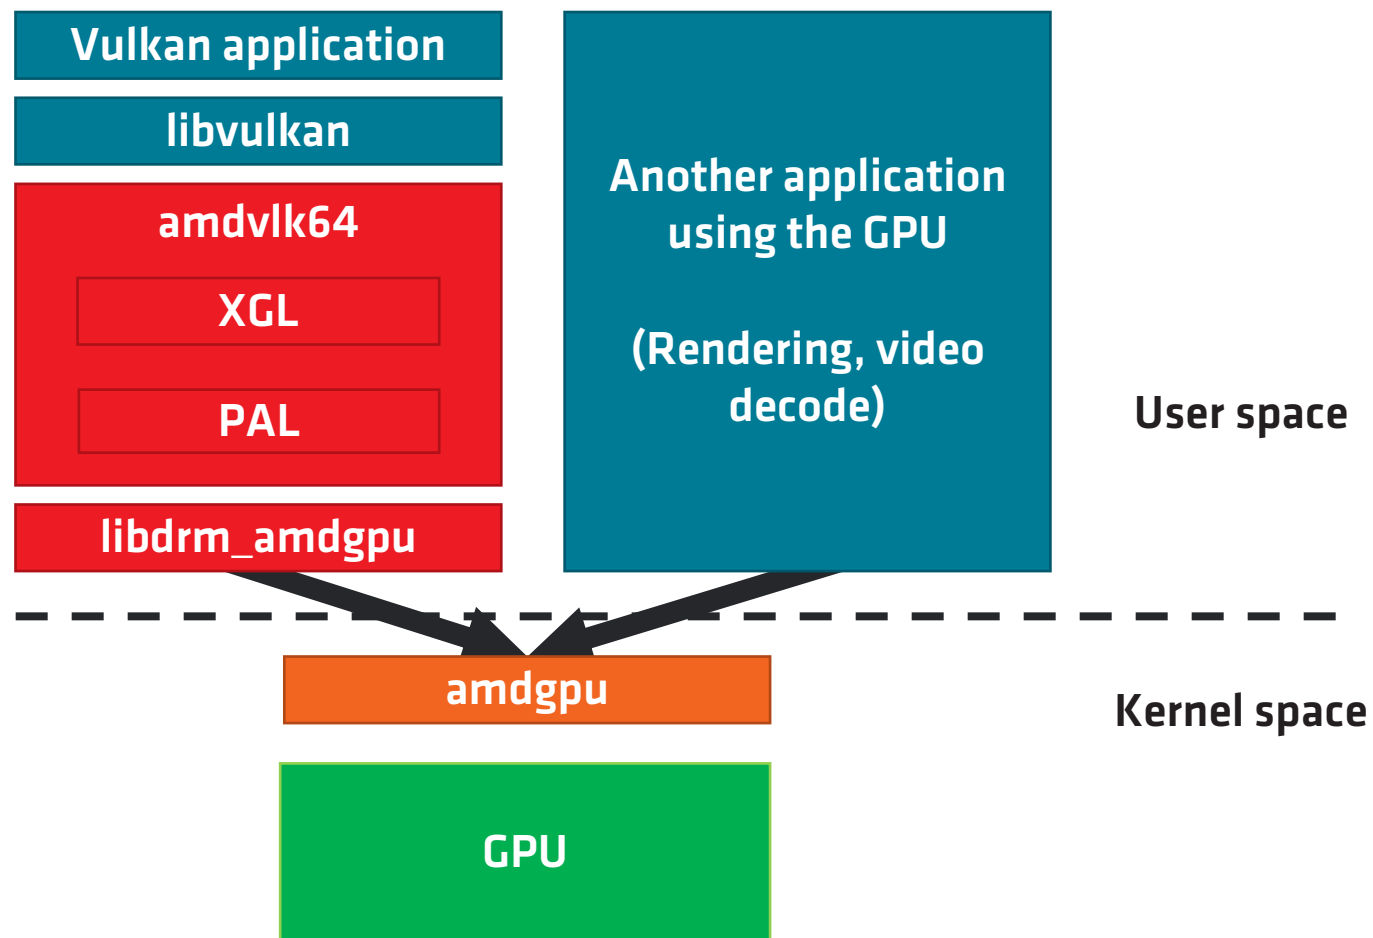 Vulkan application
libvulkan
amdvlk64
XGL
PAL
libdrm_amdgpu
Another application
using the GPU
(Rendering, video
decode)
User space
amdgpu
Kernel space
GPU